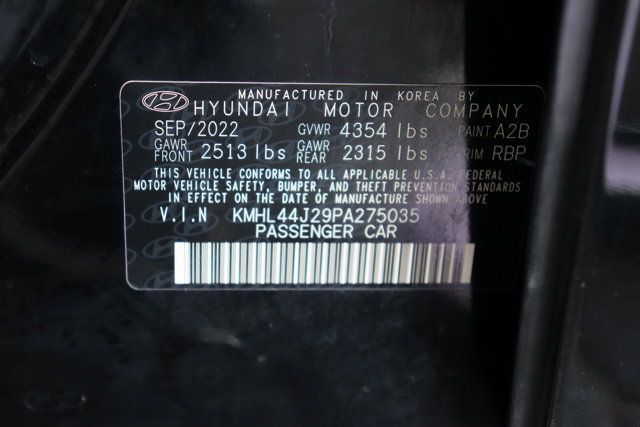 MANUFACTURED IN KOREA BY
HYUNDAI MOTOR COMPANY
SEP/2022 GVWR 4354 lbs PAINT A2B
GAWR FRONT 2513 lbs GAWR REAR 2315 lbs TRIM RBP
THIS VEHICLE CONFORMS TO ALL APPLICABLE U.S.A. FEDERAL
MOTOR VEHICLE SAFETY, BUMPER, AND THEFT PREVENTION STANDARDS
IN EFFECT ON THE DATE OF MANUFACTURE SHOWN ABOVE
V.I.N KMHL44J29PA275035
PASSENGER CAR